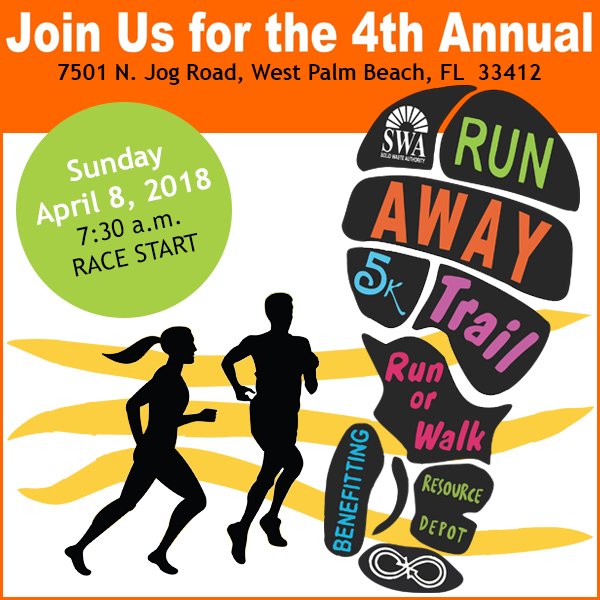 Join Us for the 4th Annual
7501 N. Jog Road, West Palm Beach, FL 33412
Sunday
April 8, 2018
7:30 a.m.
RACE START
SWA
SOLID WASTE AUTHORITY
RUN
AWAY
5K
Trail
Run
or
Walk
BENEFITTING
RESOURCE
DEPOT